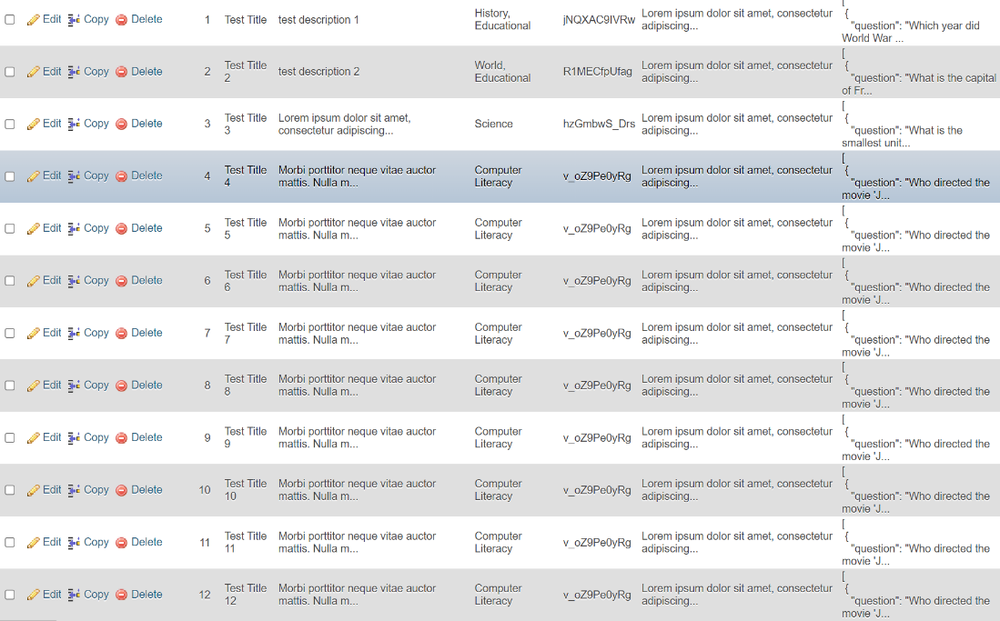 [
{
Edit Copy Delete 1 Test Title test description 1 History, Educational jNQXAC9IVRw Lorem ipsum dolor sit amet, consectetur adipiscing... "question": "Which year did World War ...
[
{
Edit Copy Delete 2 Test Title 2 test description 2 World, Educational R1MECfpUfag Lorem ipsum dolor sit amet, consectetur adipiscing... "question": "What is the capital of Fr...
[
{
Edit Copy Delete 3 Test Title 3 Lorem ipsum dolor sit amet, consectetur adipiscing... Science hzGmbwS_Drs Lorem ipsum dolor sit amet, consectetur adipiscing... "question": "What is the smallest unit...
[
{
Edit Copy Delete 4 Test Title 4 Morbi porttitor neque vitae auctor mattis. Nulla m... Computer Literacy v_oZ9Pe0yRg Lorem ipsum dolor sit amet, consectetur adipiscing... "question": "Who directed the movie 'J...
[
{
Edit Copy Delete 5 Test Title 5 Morbi porttitor neque vitae auctor mattis. Nulla m... Computer Literacy v_oZ9Pe0yRg Lorem ipsum dolor sit amet, consectetur adipiscing... "question": "Who directed the movie 'J...
[
{
Edit Copy Delete 6 Test Title 6 Morbi porttitor neque vitae auctor mattis. Nulla m... Computer Literacy v_oZ9Pe0yRg Lorem ipsum dolor sit amet, consectetur adipiscing... "question": "Who directed the movie 'J...
[
{
Edit Copy Delete 7 Test Title 7 Morbi porttitor neque vitae auctor mattis. Nulla m... Computer Literacy v_oZ9Pe0yRg Lorem ipsum dolor sit amet, consectetur adipiscing... "question": "Who directed the movie 'J...
[
{
Edit Copy Delete 8 Test Title 8 Morbi porttitor neque vitae auctor mattis. Nulla m... Computer Literacy v_oZ9Pe0yRg Lorem ipsum dolor sit amet, consectetur adipiscing... "question": "Who directed the movie 'J...
[
{
Edit Copy Delete 9 Test Title 9 Morbi porttitor neque vitae auctor mattis. Nulla m... Computer Literacy v_oZ9Pe0yRg Lorem ipsum dolor sit amet, consectetur adipiscing... "question": "Who directed the movie 'J...
[
{
Edit Copy Delete 10 Test Title 10 Morbi porttitor neque vitae auctor mattis. Nulla m... Computer Literacy v_oZ9Pe0yRg Lorem ipsum dolor sit amet, consectetur adipiscing... "question": "Who directed the movie 'J...
[
{
Edit Copy Delete 11 Test Title 11 Morbi porttitor neque vitae auctor mattis. Nulla m... Computer Literacy v_oZ9Pe0yRg Lorem ipsum dolor sit amet, consectetur adipiscing... "question": "Who directed the movie 'J...
[
{
Edit Copy Delete 12 Test Title 12 Morbi porttitor neque vitae auctor mattis. Nulla m... Computer Literacy v_oZ9Pe0yRg Lorem ipsum dolor sit amet, consectetur adipiscing... "question": "Who directed the movie 'J...